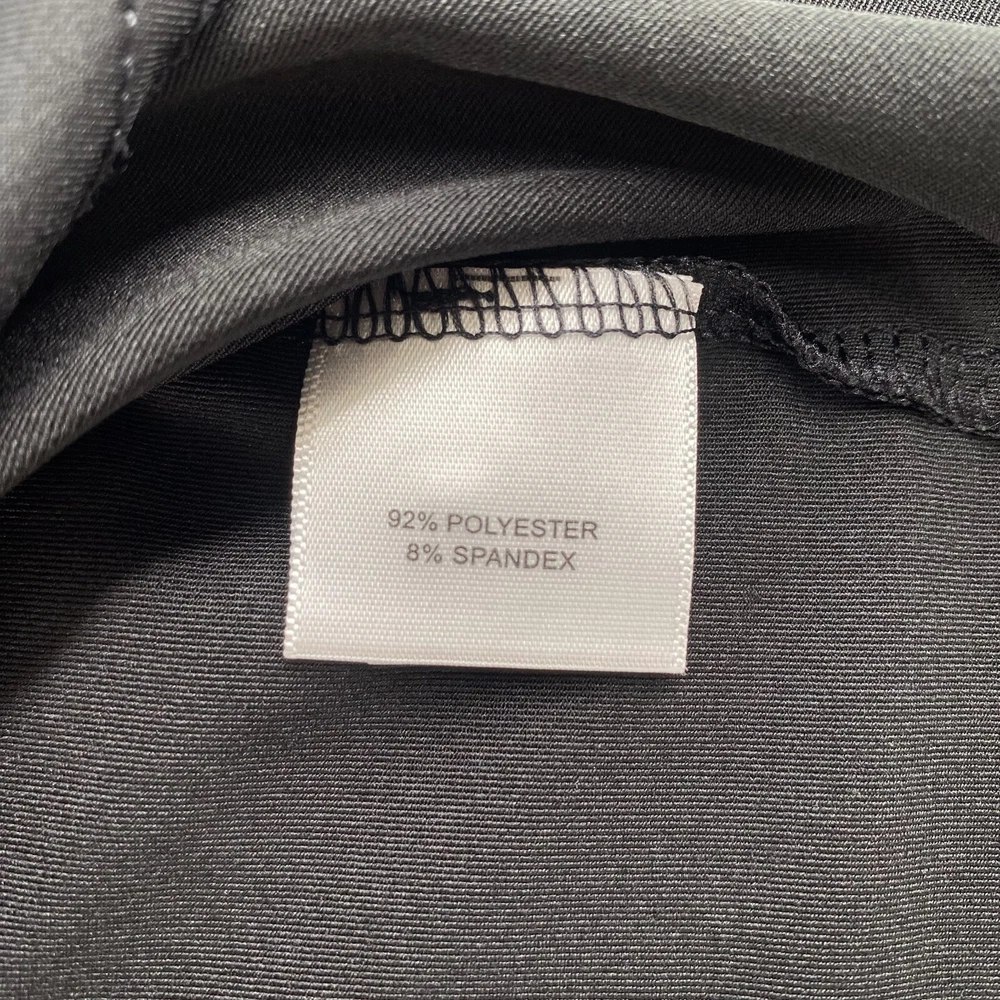 92% POLYESTER
8% SPANDEX